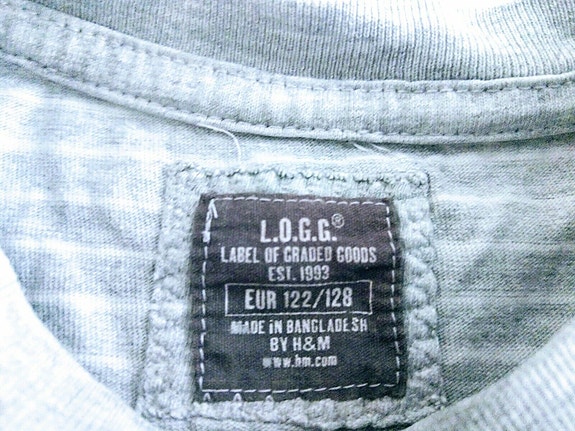 L.O.G.G.®
LABEL OF GRADED GOODS
EST. 1993
EUR 122/128
MADE IN BANGLADESH
BY H&M
www.hm.com